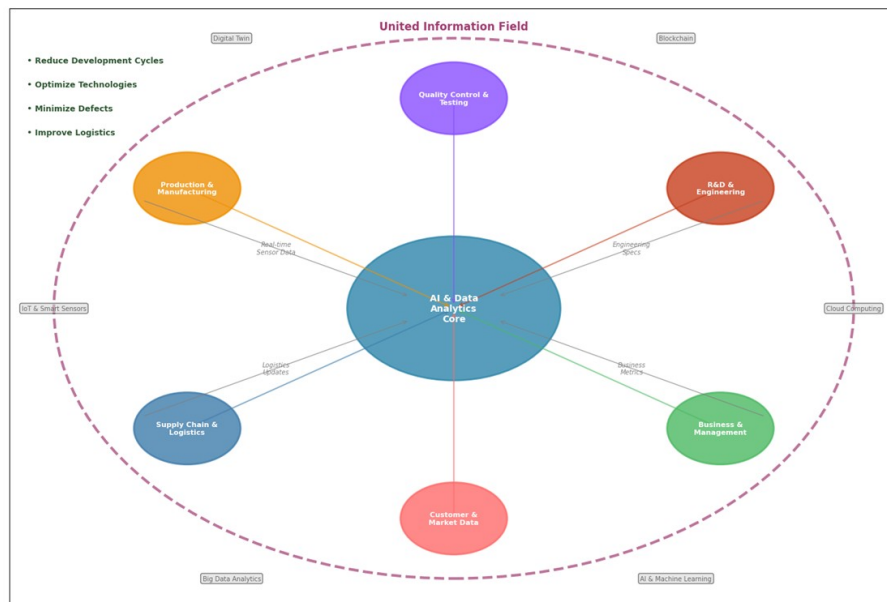 United Information Field
Digital Twin
Blockchain
• Reduce Development Cycles
• Optimize Technologies
• Minimize Defects
• Improve Logistics
Quality Control &
Testing
Production &
Manufacturing
R&D &
Engineering
Real-time
Sensor Data
Engineering
Specs
AI & Data
Analytics
Core
IoT & Smart Sensors
Cloud Computing
Logistics
Updates
Business
Metrics
Supply Chain &
Logistics
Business &
Management
Customer &
Market Data
Big Data Analytics
AI & Machine Learning